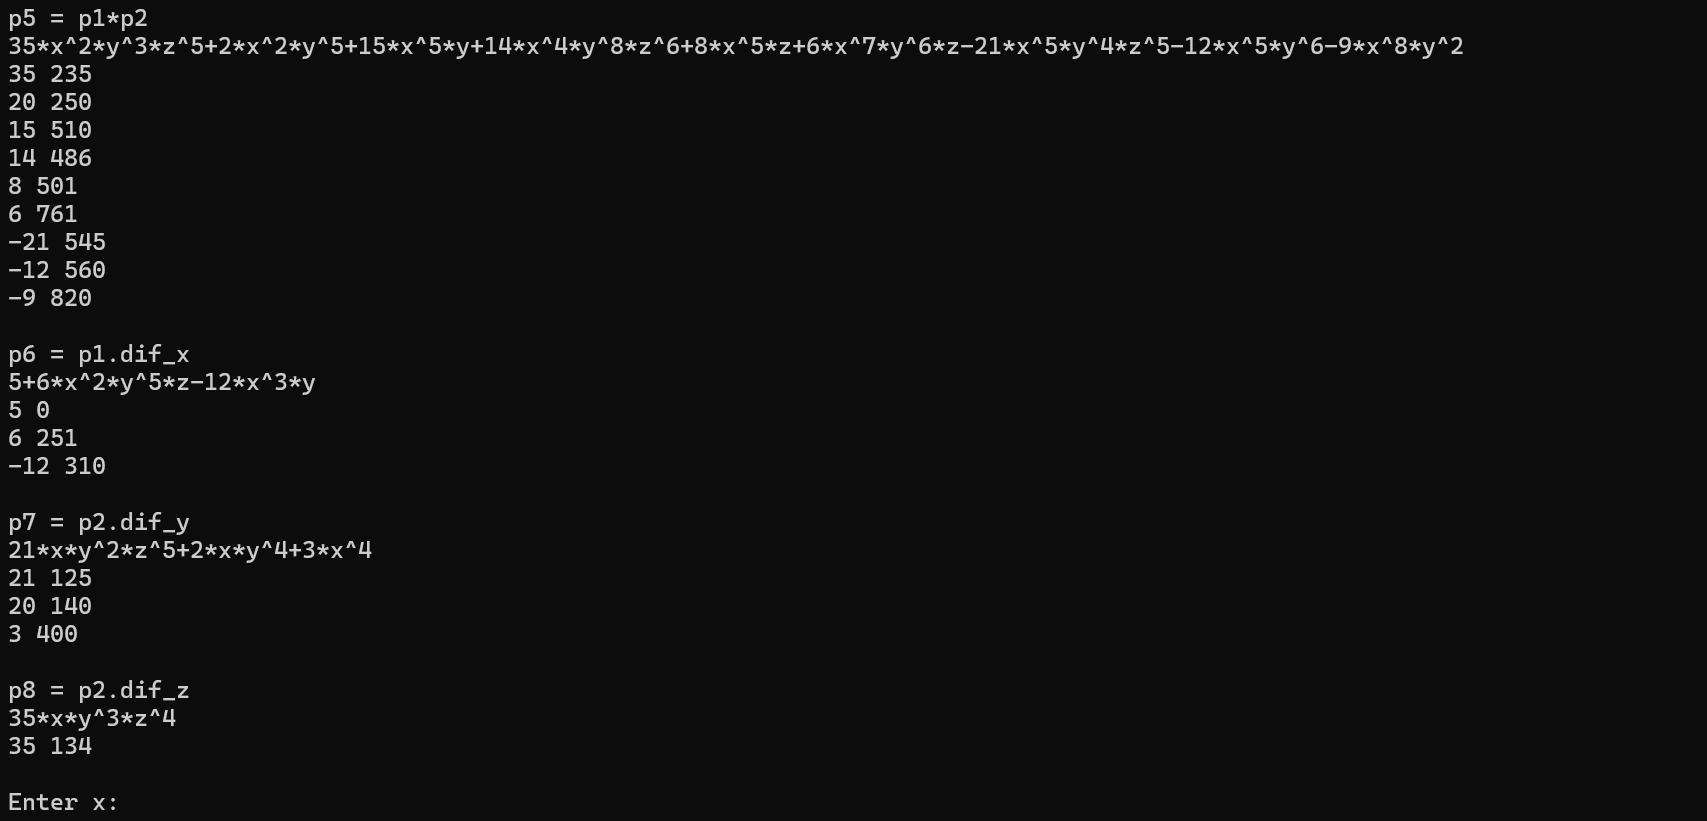 p5 = p1*p2
35*x^2*y^3*z^5+2*x^2*y^5+15*x^5*y+14*x^4*y^8*z^6+8*x^5*z+6*x^7*y^6*z-21*x^5*y^4*z^5-12*x^5*y^6-9*x^8*y^2
35 235
20 250
15 510
14 486
8 501
6 761
-21 545
-12 560
-9 820
p6 = p1.dif_x
5+6*x^2*y^5*z-12*x^3*y
5 0
6 251
-12 310
p7 = p2.dif_y
21*x*y^2*z^5+2*x*y^4+3*x^4
21 125
20 140
3 400
p8 = p2.dif_z
35*x*y^3*z^4
35 134
Enter x: